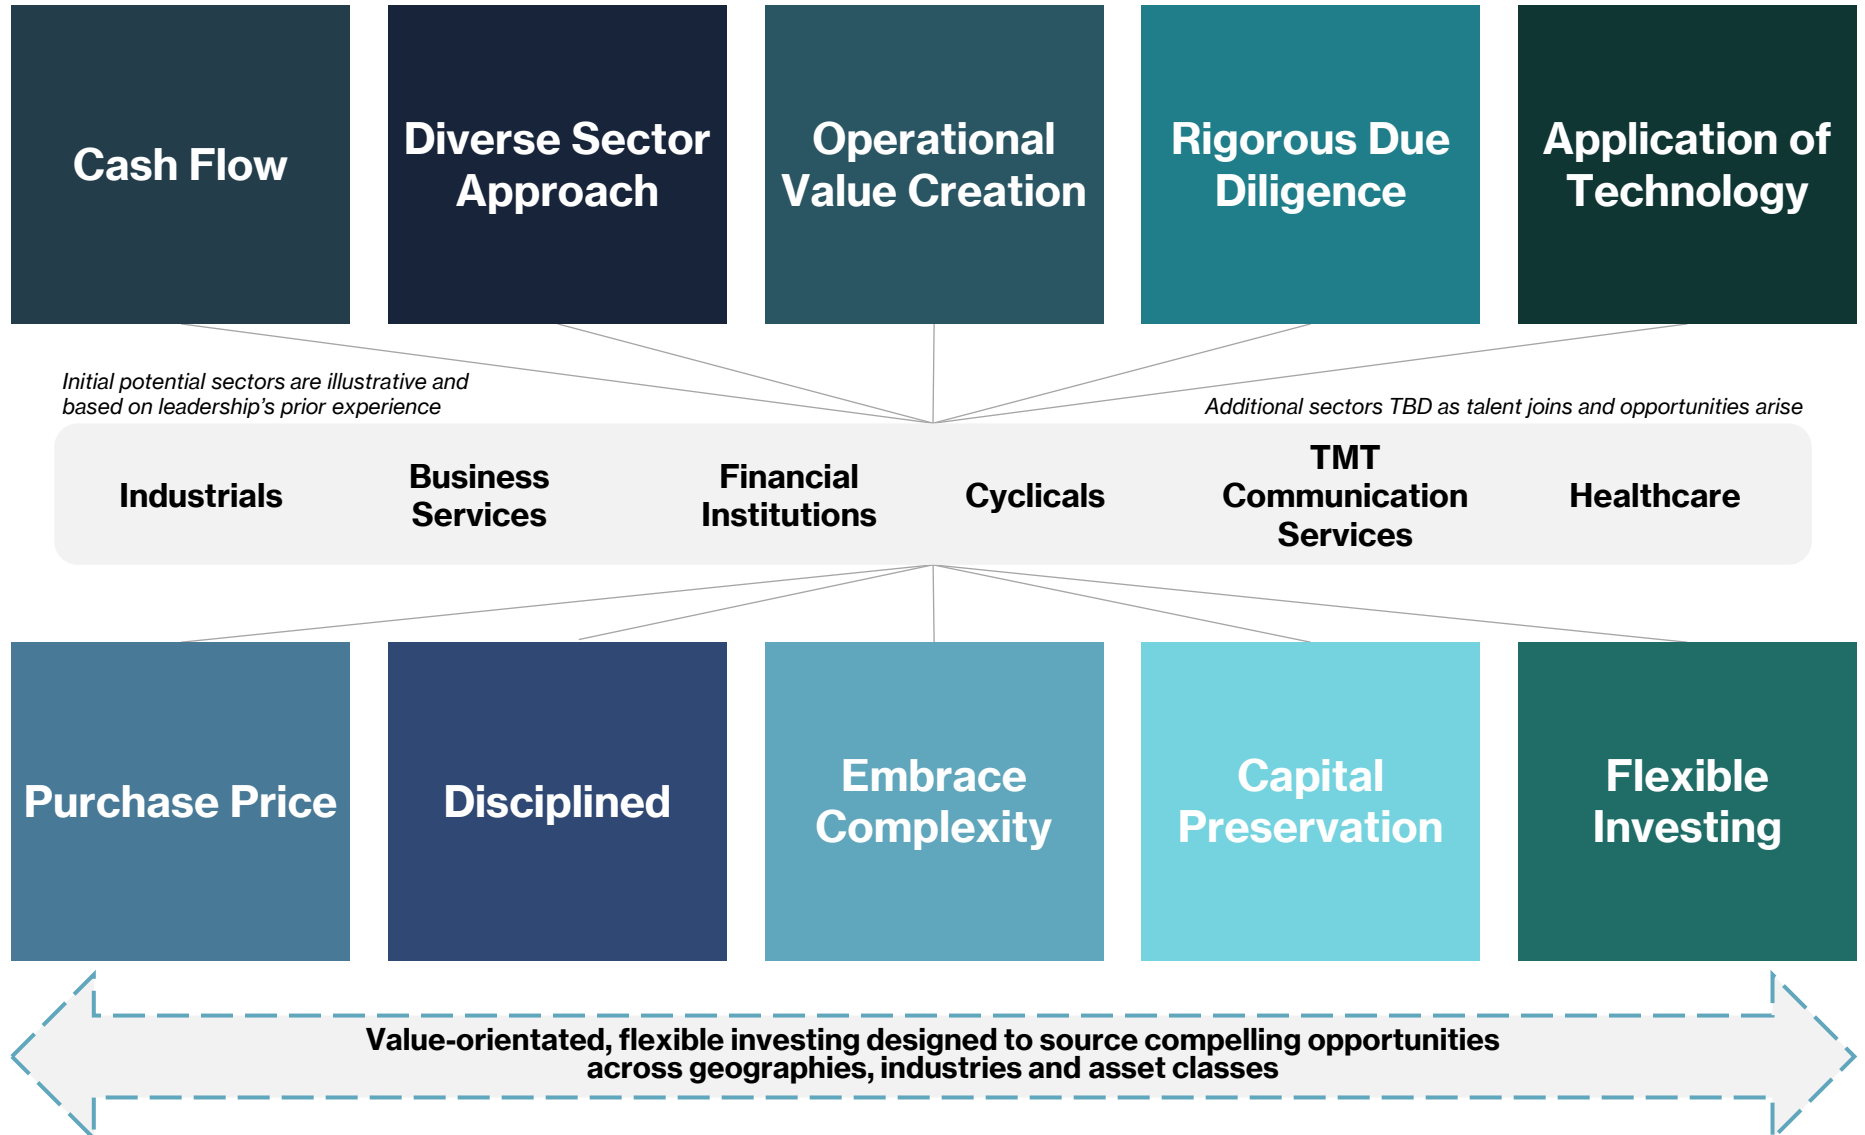 Cash Flow
Diverse Sector
Approach
Operational
Value Creation
Rigorous Due
Diligence
Application of
Technology
Initial potential sectors are illustrative and
based on leadership's prior experience
Additional sectors TBD as talent joins and opportunities arise
Industrials
Business
Services
Financial
Institutions
Cyclicals
TMT
Communication
Services
Healthcare
Purchase Price
Disciplined
Embrace
Complexity
Capital
Preservation
Flexible
Investing
Value-orientated, flexible investing designed to source compelling opportunities
across geographies, industries and asset classes